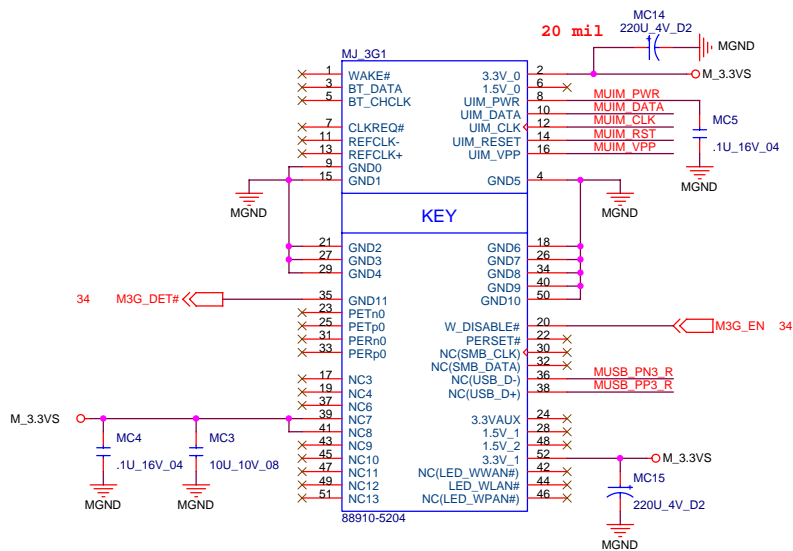 MC14
20 mil 220U_4V_D2
MGND
MJ_3G1
1 WAKE# 3.3V_0 2 M_3.3VS
3 BT_DATA 1.5V_0 6
5 BT_CHCLK UIM_PWR 8 MUIM_PWR
UIM_DATA 10 MUIM_DATA
7 CLKREQ# UIM_CLK 12 MUIM_CLK MC5
11 REFCLK- UIM_RESET 14 MUIM_RST
13 REFCLK+ UIM_VPP 16 MUIM_VPP .1U_16V_04
9 GND0
15 GND1 GND5 4
MGND MGND MGND
KEY
21 GND2 GND6 18
27 GND3 GND7 26
29 GND4 GND8 34
GND9 40
34 M3G_DET# 35 GND11 GND10 50
23 PETn0
25 PETp0 W_DISABLE# 20 M3G_EN 34
31 PERn0 PERSET# 22
33 PERp0 NC(SMB_CLK) 30
NC(SMB_DATA) 32
17 NC3 NC(USB_D-) 36 MUSB_PN3_R
19 NC4 NC(USB_D+) 38 MUSB_PP3_R
37 NC6
M_3.3VS 39 NC7 3.3VAUX 24
41 NC8 1.5V_1 28
MC4 MC3 43 NC9 1.5V_2 48
45 NC10 3.3V_1 52 M_3.3VS
.1U_16V_04 10U_10V_08 47 NC11 NC(LED_WWAN#) 42
49 NC12 LED_WLAN# 44 MC15
51 NC13 NC(LED_WPAN#) 46 220U_4V_D2
MGND MGND
88910-5204
MGND